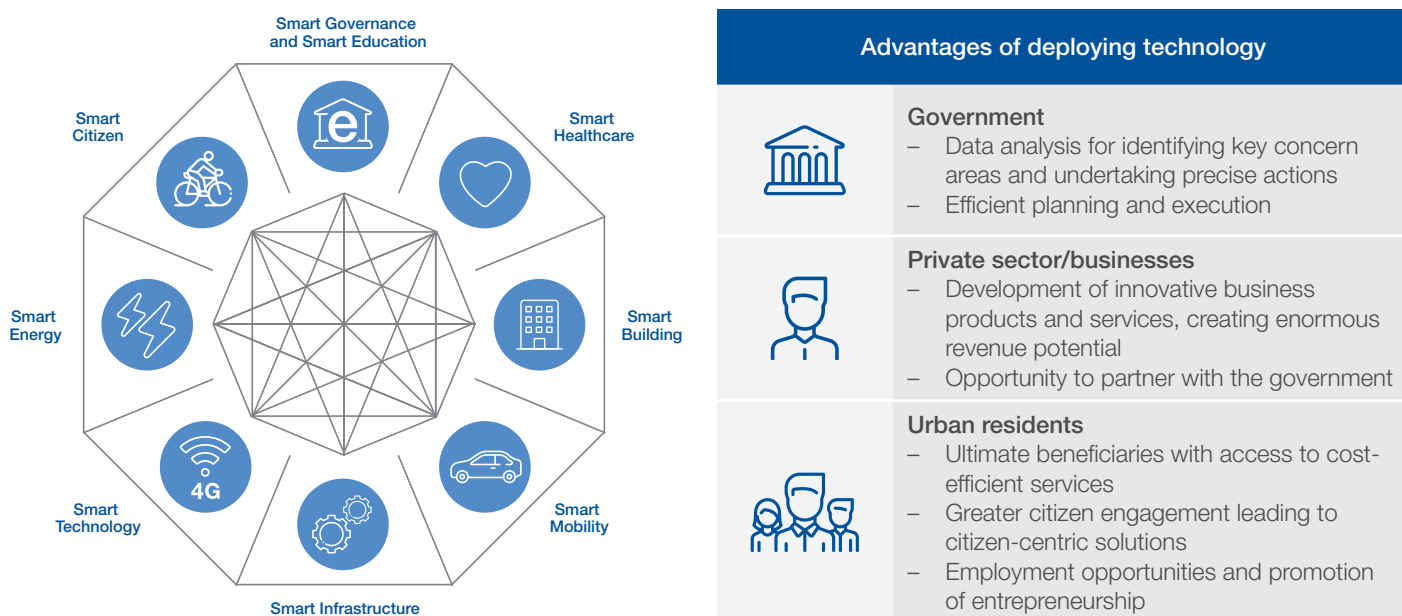 Smart Governance
and Smart Education
Smart
Citizen
Smart
Healthcare
e
Smart
Energy
Smart
Building
4G
Smart
Technology
Smart
Mobility
Smart Infrastructure
Advantages of deploying technology
Government
– Data analysis for identifying key concern
areas and undertaking precise actions
– Efficient planning and execution
Private sector/businesses
– Development of innovative business
products and services, creating enormous
revenue potential
– Opportunity to partner with the government
Urban residents
– Ultimate beneficiaries with access to cost-
efficient services
– Greater citizen engagement leading to
citizen-centric solutions
– Employment opportunities and promotion
of entrepreneurship